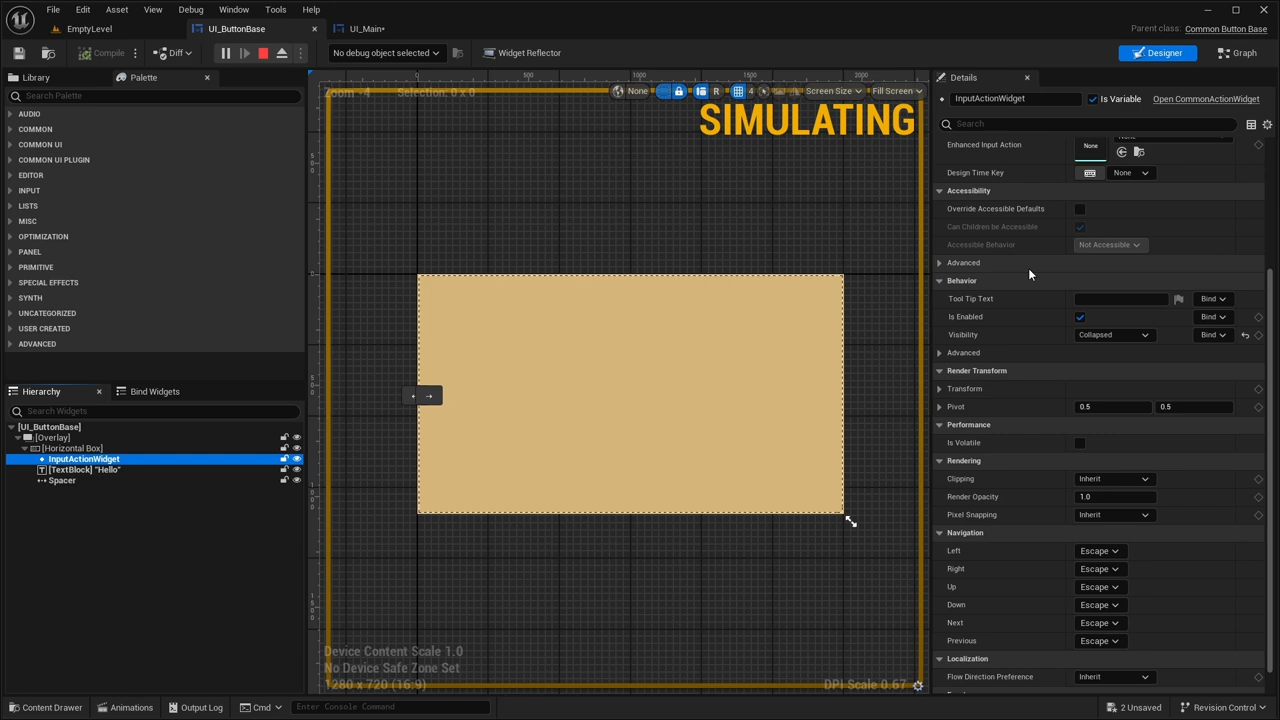 File Edit Asset View Debug Window Tools Help
EmptyLevel UI_ButtonBase UI_Main*
Parent class: Common Button Base
Compile Diff No debug object selected Widget Reflector Designer Graph
Library Palette
Search Palette
AUDIO
COMMON
COMMON UI
COMMON UI PLUGIN
EDITOR
INPUT
LISTS
MISC
OPTIMIZATION
PANEL
PRIMITIVE
SPECIAL EFFECTS
SYNTH
UNCATEGORIZED
USER CREATED
ADVANCED
Hierarchy Bind Widgets
Search Widgets
[UI_ButtonBase]
[Overlay]
[Horizontal Box]
InputActionWidget
[TextBlock] "Hello"
Spacer
0 500 1000 1500 2000
Zoom -4 Selection: 0 x 0
None R 4 Screen Size Fill Screen
SIMULATING
Device Content Scale 1.0
No Device Safe Zone Set
1280 x 720 (16:9)
DPI Scale 0.67
Details
InputActionWidget Is Variable Open CommonActionWidget
Search
Enhanced Input Action None
Design Time Key None
Accessibility
Override Accessible Defaults
Can Children be Accessible
Accessible Behavior Not Accessible
Advanced
Behavior
Tool Tip Text Bind
Is Enabled Bind
Visibility Collapsed Bind
Advanced
Render Transform
Transform
Pivot 0.5 0.5
Performance
Is Volatile
Rendering
Clipping Inherit
Render Opacity 1.0
Pixel Snapping Inherit
Navigation
Left Escape
Right Escape
Up Escape
Down Escape
Next Escape
Previous Escape
Localization
Flow Direction Preference Inherit
Content Drawer Animations Output Log Cmd Enter Console Command 2 Unsaved Revision Control